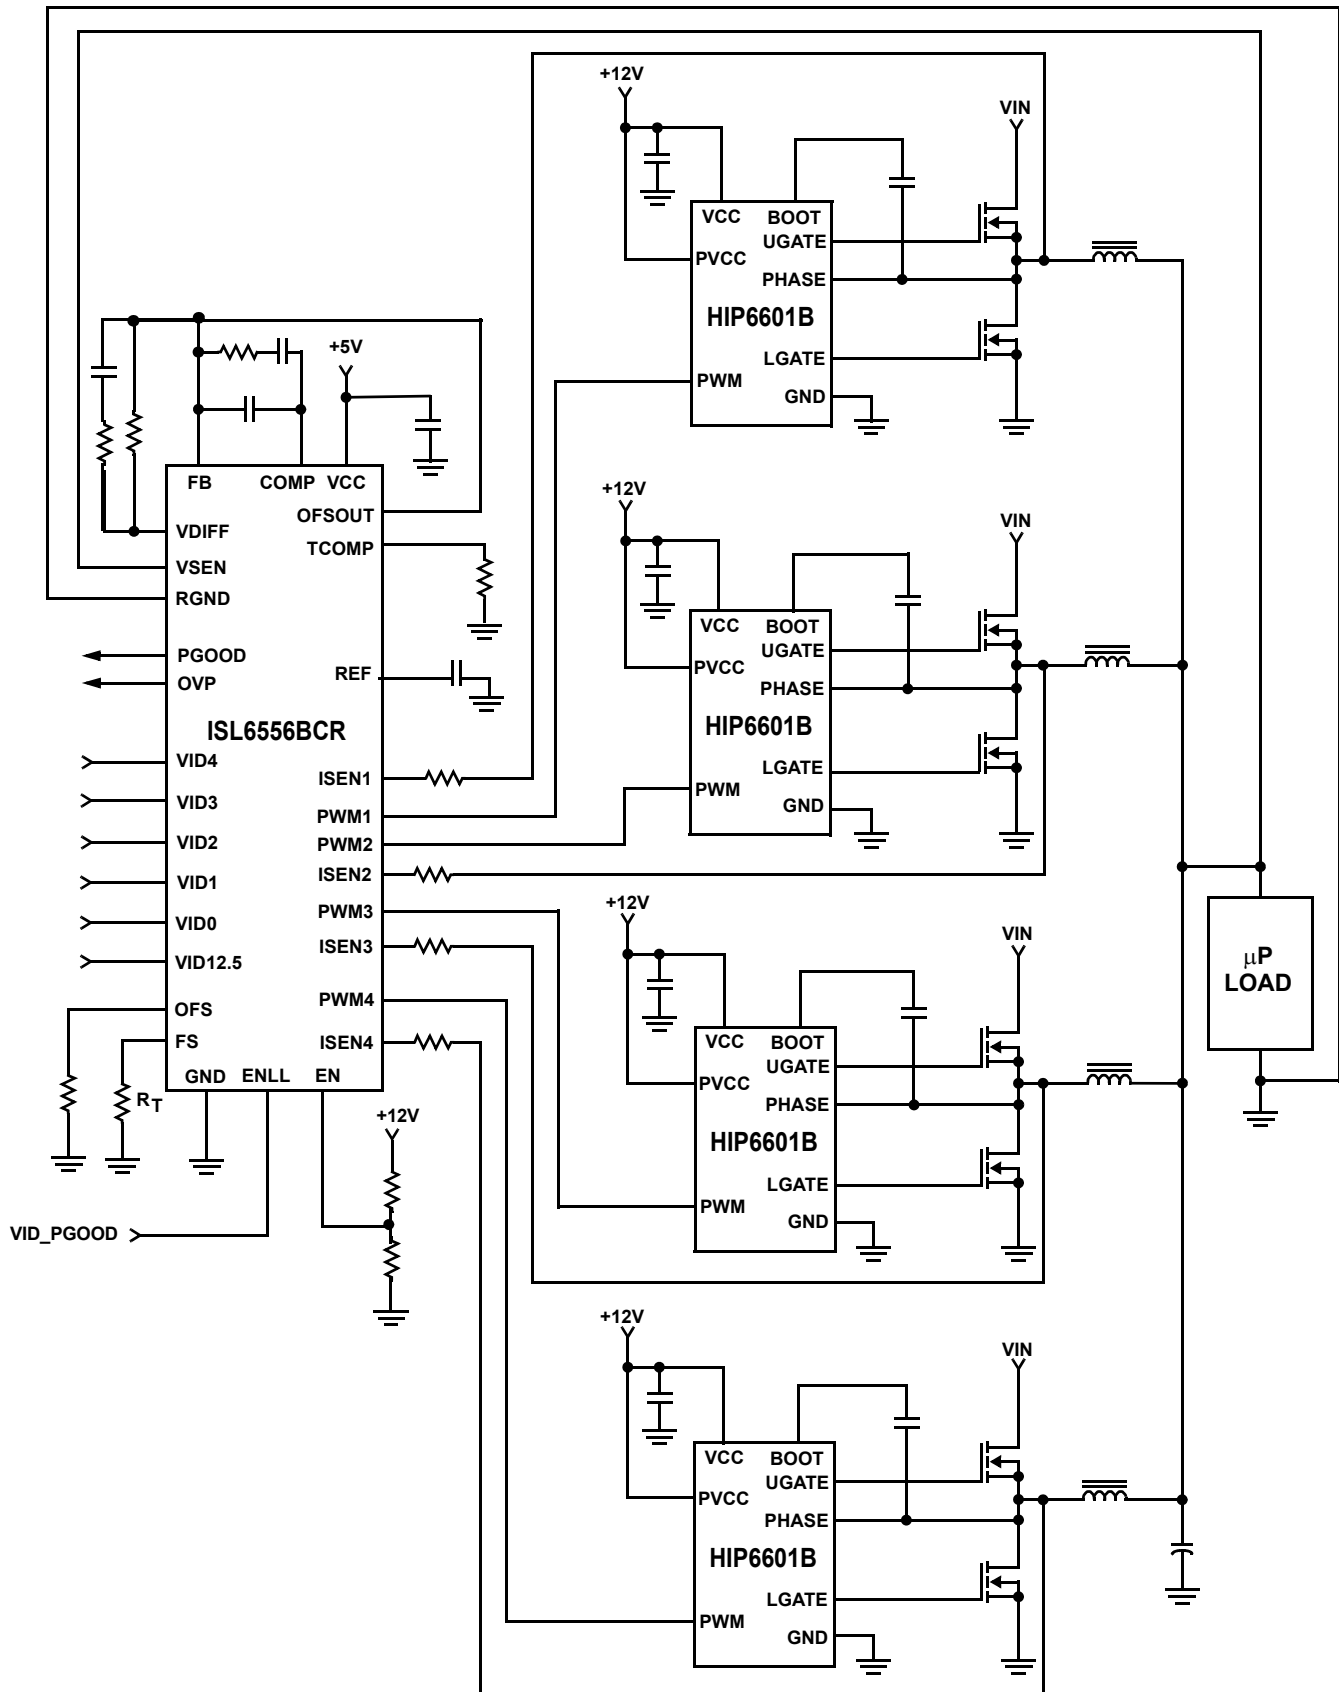 +12V
VIN
VCC
BOOT
UGATE
PVCC
PHASE
HIP6601B
LGATE
PWM
GND
+5V
FB
COMP
VCC
OFSOUT
VDIFF
TCOMP
VSEN
RGND
PGOOD
REF
OVP
ISL6556BCR
VID4
ISEN1
VID3
PWM1
VID2
PWM2
VID1
ISEN2
VID0
PWM3
VID12.5
ISEN3
OFS
PWM4
FS
ISEN4
GND
ENLL
EN
RT
+12V
VID_PGOOD
+12V
VIN
VCC
BOOT
UGATE
PVCC
PHASE
HIP6601B
LGATE
PWM
GND
+12V
VIN
VCC
BOOT
UGATE
PVCC
PHASE
HIP6601B
LGATE
PWM
GND
µP
LOAD
+12V
VIN
VCC
BOOT
UGATE
PVCC
PHASE
HIP6601B
LGATE
PWM
GND